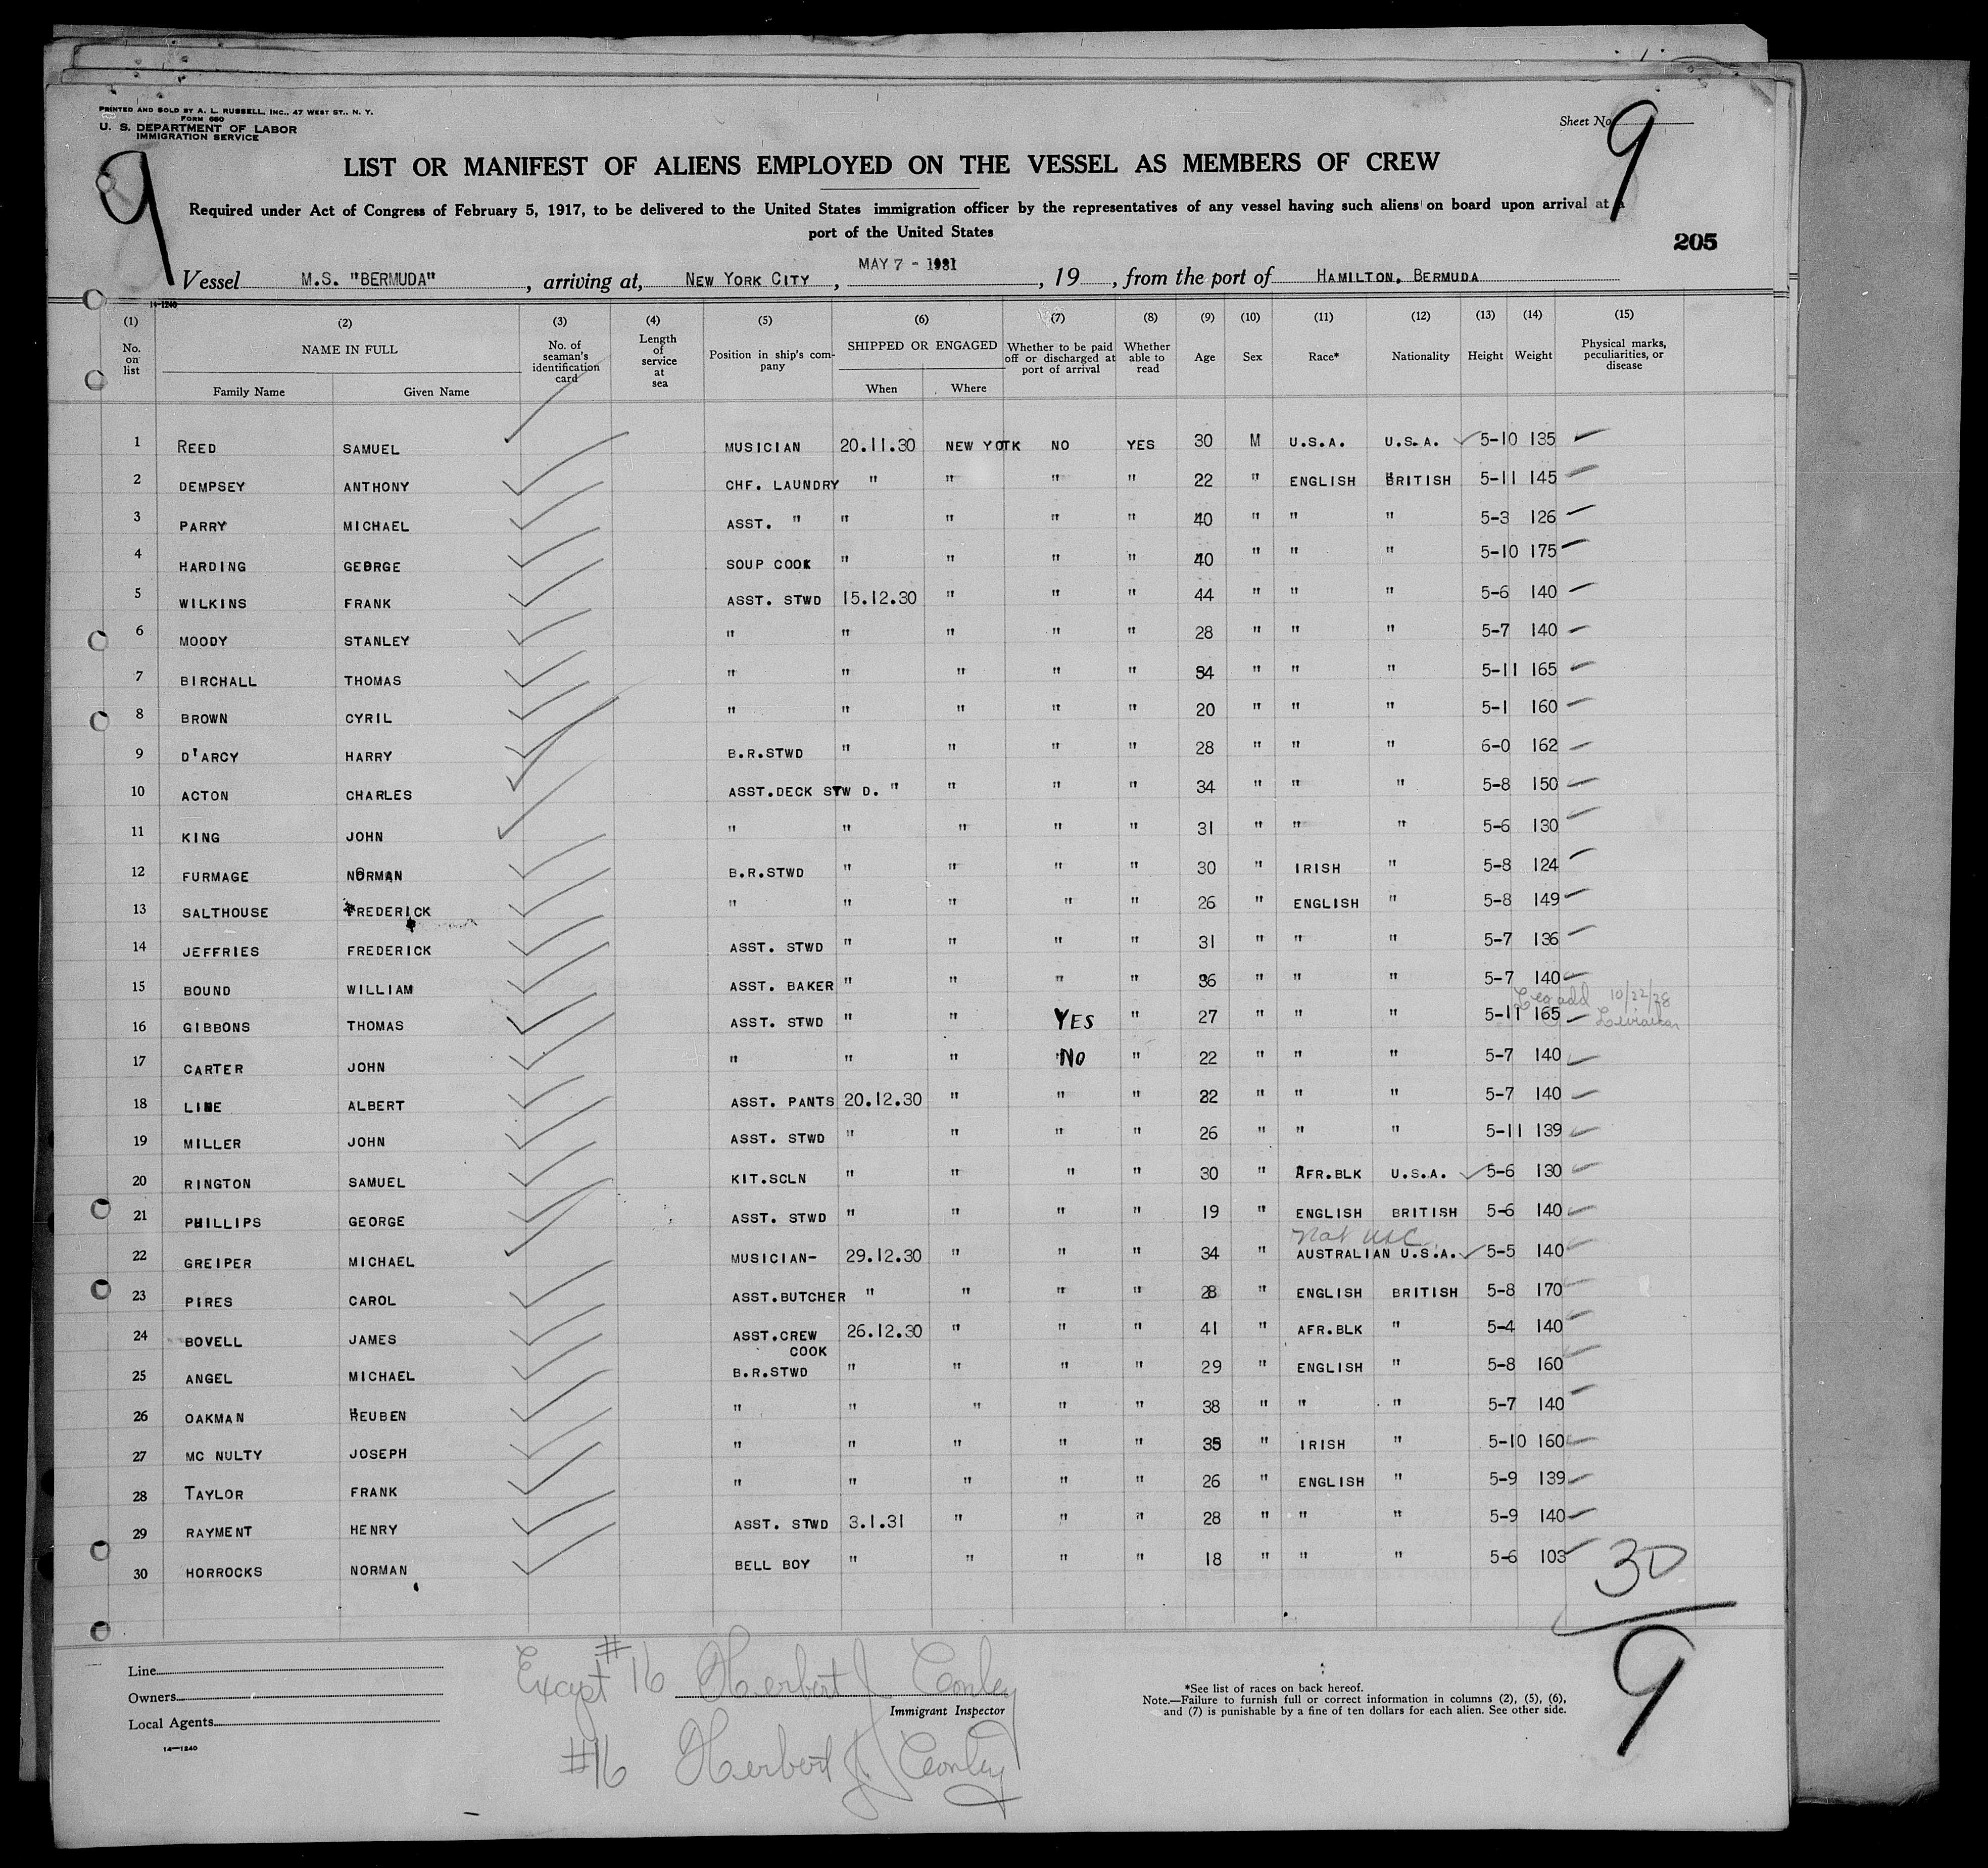 PRINTED AND SOLD BY A. L. RUSSELL, INC., 47 WEST ST., N. Y.
FORM 680
U. S. DEPARTMENT OF LABOR
IMMIGRATION SERVICE
Sheet No. 9
9
LIST OR MANIFEST OF ALIENS EMPLOYED ON THE VESSEL AS MEMBERS OF CREW
Required under Act of Congress of February 5, 1917, to be delivered to the United States immigration officer by the representatives of any vessel having such aliens on board upon arrival at a
port of the United States
205
Vessel M.S. "BERMUDA", arriving at, NEW YORK CITY, MAY 7 - 1931, 19, from the port of HAMILTON, BERMUDA
14-1240
(1) (2) (3) (4) (5) (6) (7) (8) (9) (10) (11) (12) (13) (14) (15)
No. on list NAME IN FULL Family Name Given Name No. of seaman's identification card Length of service at sea Position in ship's company SHIPPED OR ENGAGED When Where Whether to be paid off or discharged at port of arrival Whether able to read Age Sex Race* Nationality Height Weight Physical marks, peculiarities, or disease
1 REED SAMUEL MUSICIAN 20.11.30 NEW YOTK NO YES 30 M U.S.A. U.S.A. 5-10 135
2 DEMPSEY ANTHONY CHF. LAUNDRY " " " " 22 " ENGLISH BRITISH 5-11 145
3 PARRY MICHAEL ASST. " " " " " 40 " " " 5-3 126
4 HARDING GEORGE SOUP COOK " " " " 40 " " " 5-10 175
5 WILKINS FRANK ASST. STWD 15.12.30 " " " 44 " " " 5-6 140
6 MOODY STANLEY " " " " " 28 " " " 5-7 140
7 BIRCHALL THOMAS " " " " " 34 " " " 5-11 165
8 BROWN CYRIL " " " " " 20 " " " 5-1 160
9 D'ARCY HARRY B.R.STWD " " " " 28 " " " 6-0 162
10 ACTON CHARLES ASST.DECK STW D. " " " " 34 " " " 5-8 150
11 KING JOHN " " " " " 31 " " " 5-6 130
12 FURMAGE NORMAN B.R.STWD " " " " 30 " IRISH " 5-8 124
13 SALTHOUSE FREDERICK " " " " " 26 " ENGLISH " 5-8 149
14 JEFFRIES FREDERICK ASST. STWD " " " " 31 " " " 5-7 136
15 BOUND WILLIAM ASST. BAKER " " " " 36 " " " 5-7 140
10/22/28
16 GIBBONS THOMAS ASST. STWD " " YES " 27 " " " 5-11 165
17 CARTER JOHN " " " NO " 22 " " " 5-7 140
18 ALBERT ASST. PANTS 20.12.30 " " " 22 " " " 5-7 140
19 MILLER JOHN ASST. STWD " " " " 26 " " " 5-11 139
20 RINGTON SAMUEL KIT.SCLN " " " " 30 " AFR.BLK U.S.A. 5-6 130
21 PHILLIPS GEORGE ASST. STWD " " " " 19 " ENGLISH BRITISH 5-6 140
Nat
22 GREIPER MICHAEL MUSICIAN- 29.12.30 " " " 34 " AUSTRALIAN U.S.A. 5-5 140
23 PIRES CAROL ASST.BUTCHER " " " " 28 " ENGLISH BRITISH 5-8 170
24 BOVELL JAMES ASST.CREW COOK 26.12.30 " " " 41 " AFR.BLK " 5-4 140
25 ANGEL MICHAEL B.R.STWD " " " " 29 " ENGLISH " 5-8 160
26 OAKMAN REUBEN " " " " " 38 " " " 5-7 140
27 MC NULTY JOSEPH " " " " " 35 " IRISH " 5-10 160
28 TAYLOR FRANK " " " " " 26 " ENGLISH " 5-9 139
29 RAYMENT HENRY ASST. STWD 3.1.31 " " " 28 " " " 5-9 140
30 HORROCKS NORMAN BELL BOY " " " " 18 " " " 5-6 103
30
9
Line
Owners
Local Agents
14—1240
Except #16 Herbert J. Conley
Immigrant Inspector
#16 Herbert J. Conley
*See list of races on back hereof.
Note.—Failure to furnish full or correct information in columns (2), (5), (6),
and (7) is punishable by a fine of ten dollars for each alien. See other side.